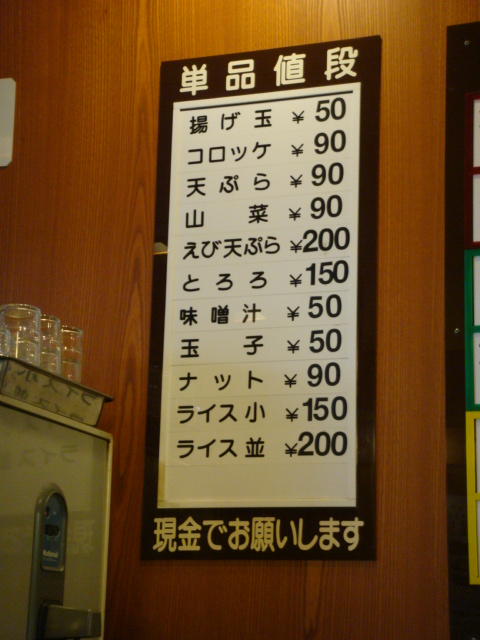 単品値段
揚げ玉 ¥50
コロッケ ¥90
天ぷら ¥90
山菜 ¥90
えび天ぷら ¥200
とろろ ¥150
味噌汁 ¥50
玉子 ¥50
ナット ¥90
ライス小 ¥150
ライス並 ¥200
現金でお願いします
National